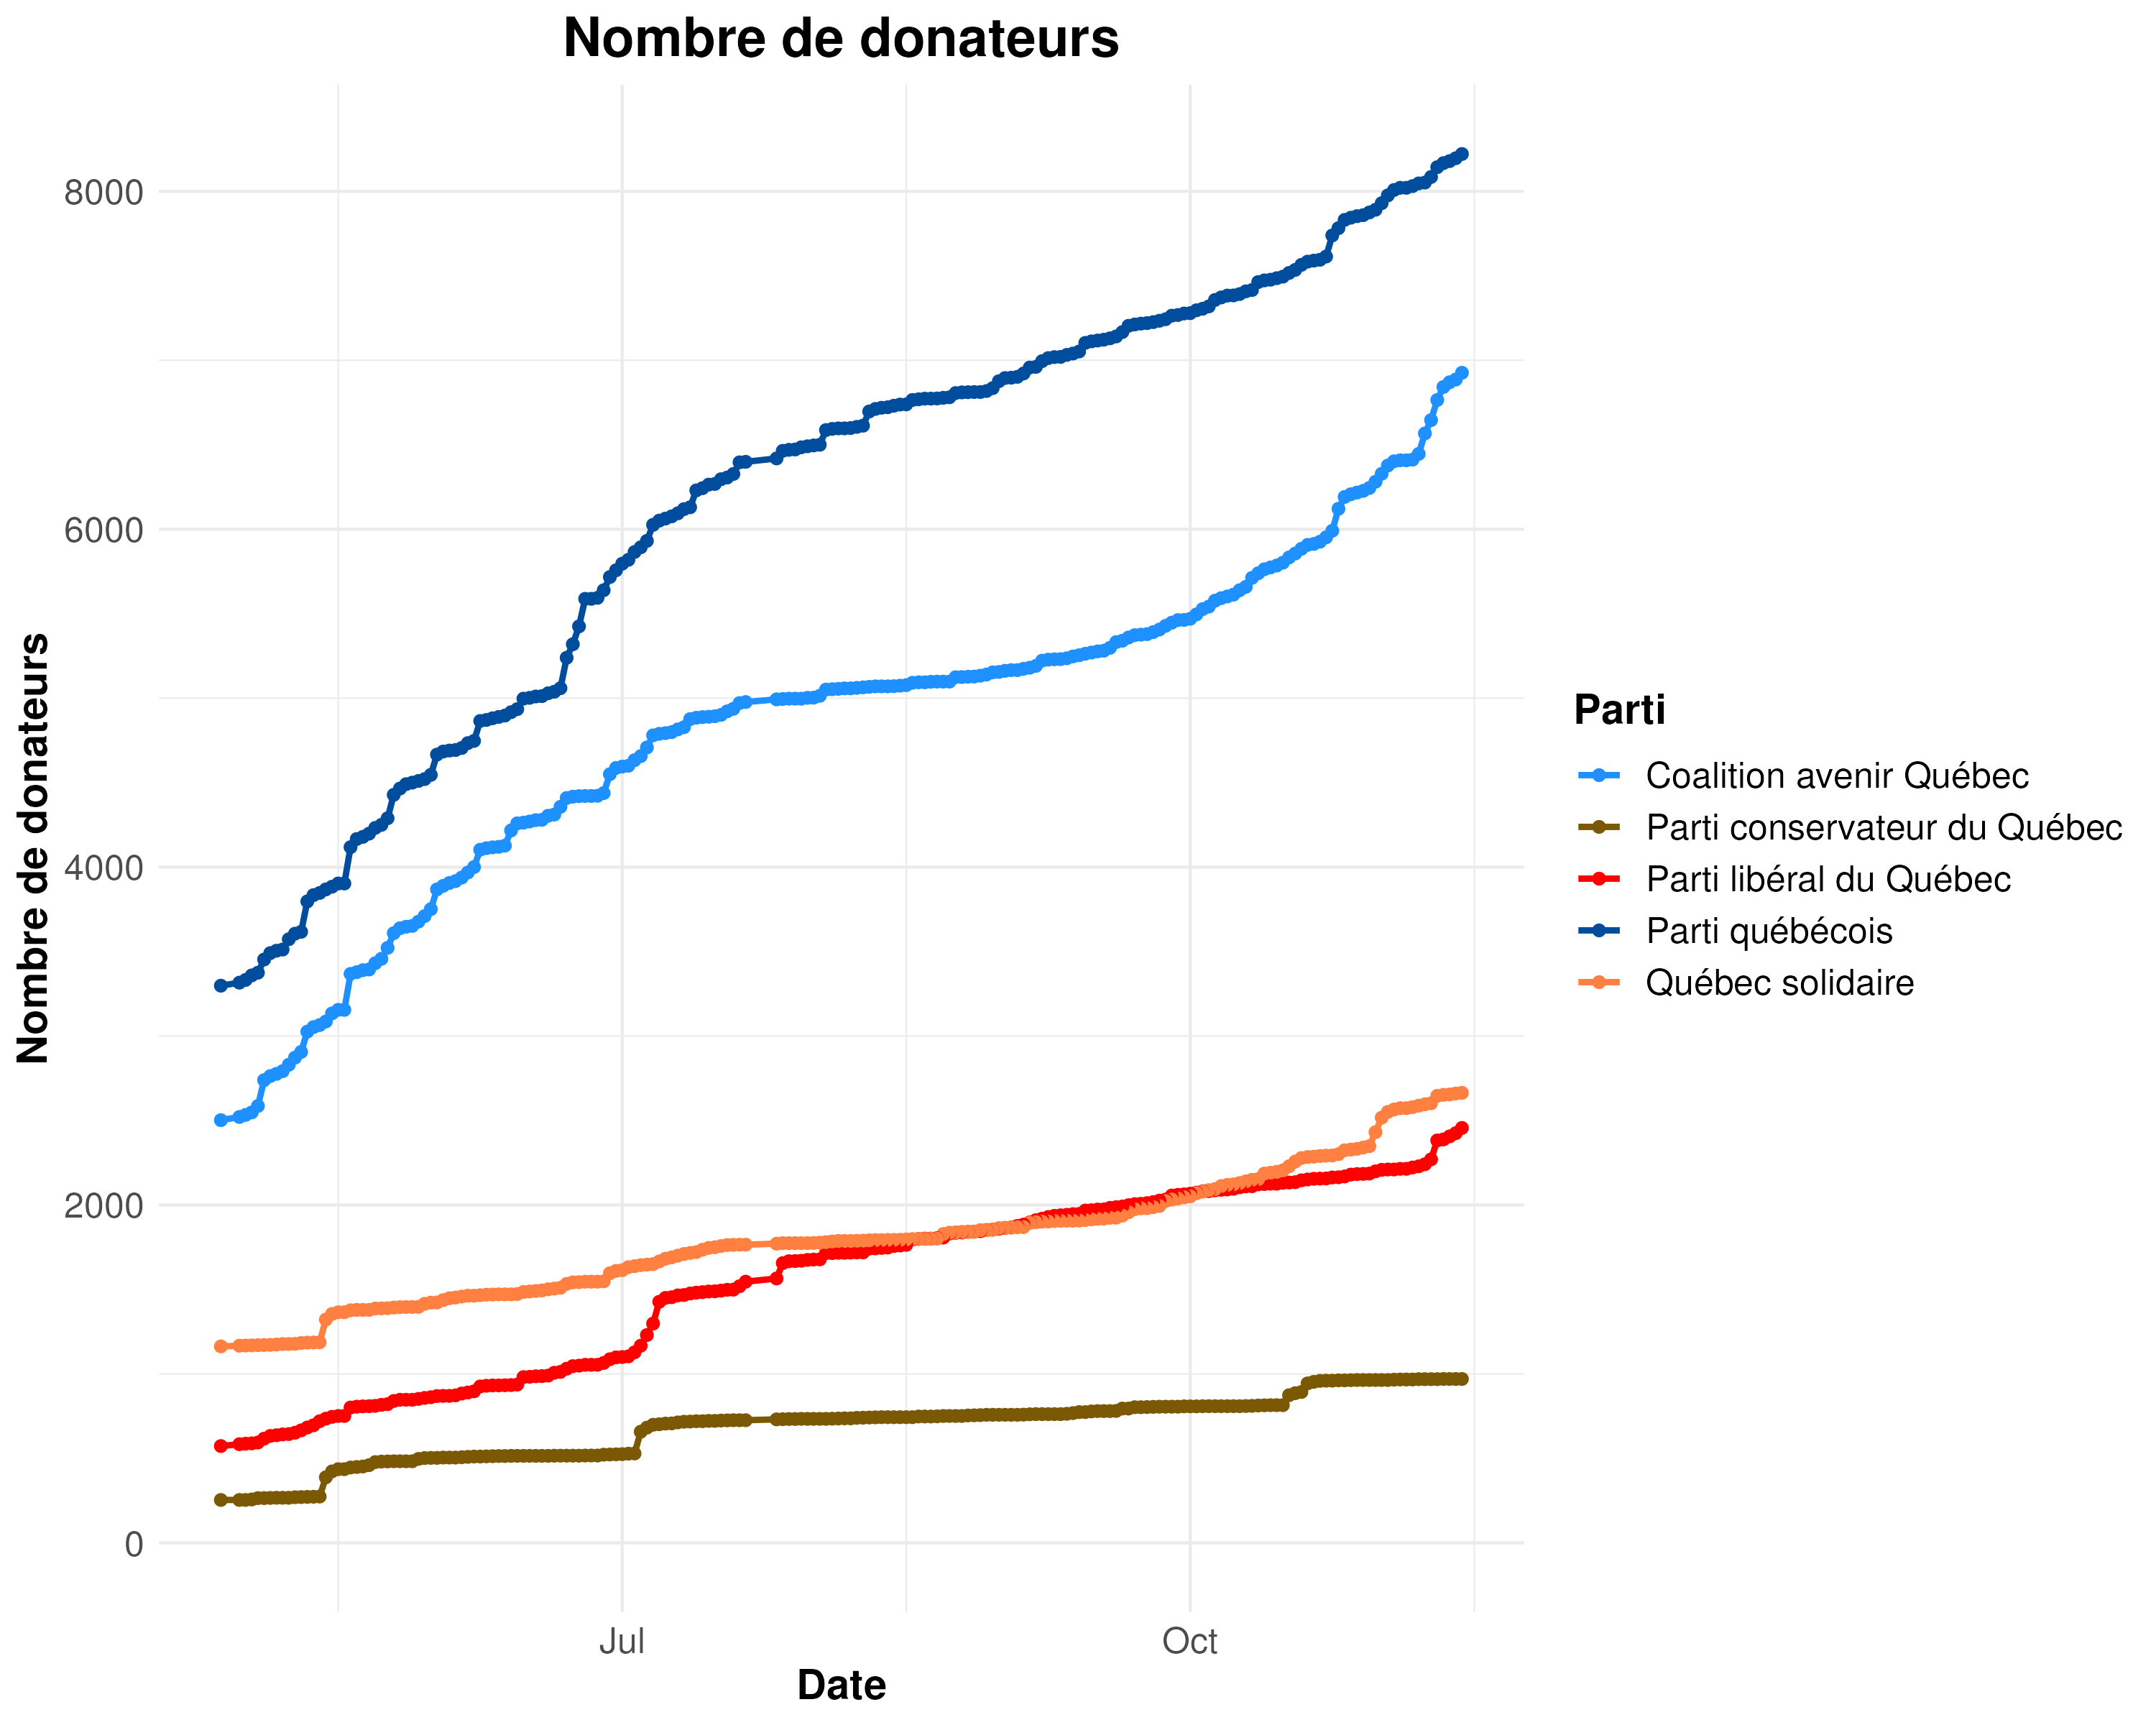 Nombre de donateurs
Nombre de donateurs
8000
6000
4000
2000
0
Jul
Oct
Date
Parti
Coalition avenir Québec
Parti conservateur du Québec
Parti libéral du Québec
Parti québécois
Québec solidaire